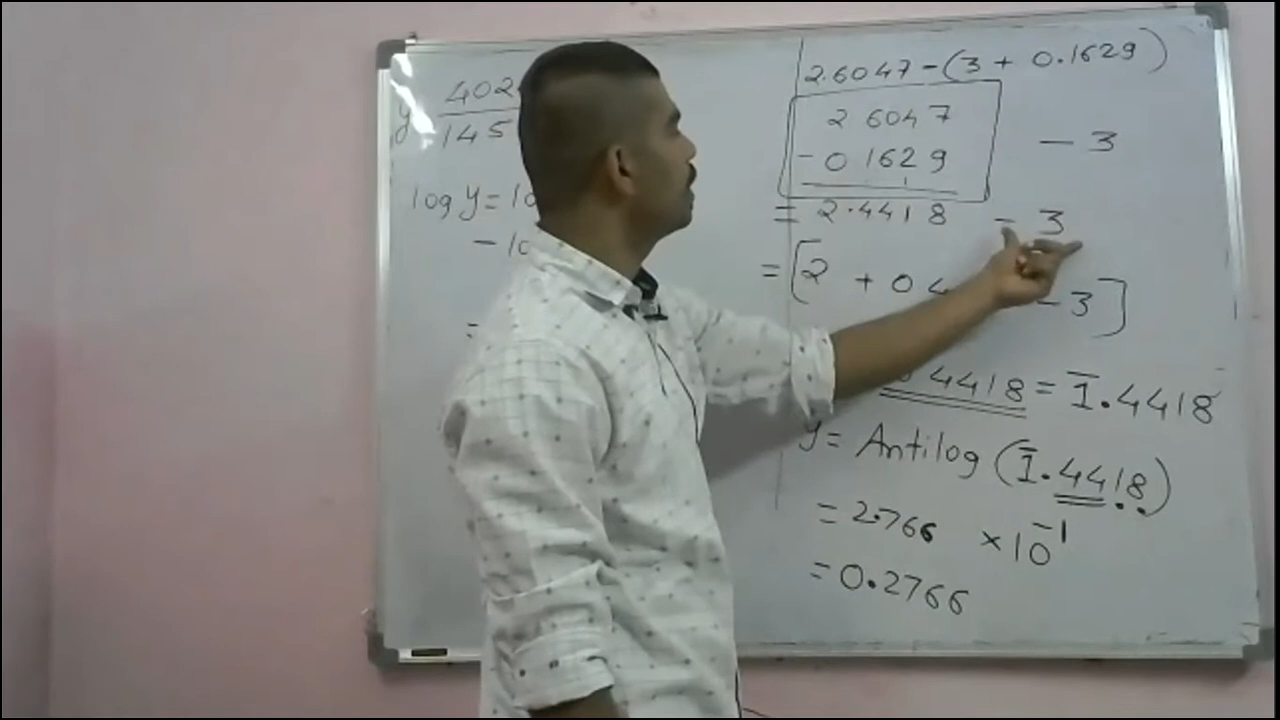 y 402
145
log y = lo
- lo
=
2.6047 - (3 + 0.1629)
2 6047
- 0 1629 - 3
= 2.4418 - 3
= [2 + 0 4 - 3]
4418 = 1̅.4418
y = Antilog (1̅.4418)
= 2.766 × 10⁻¹
= 0.2766